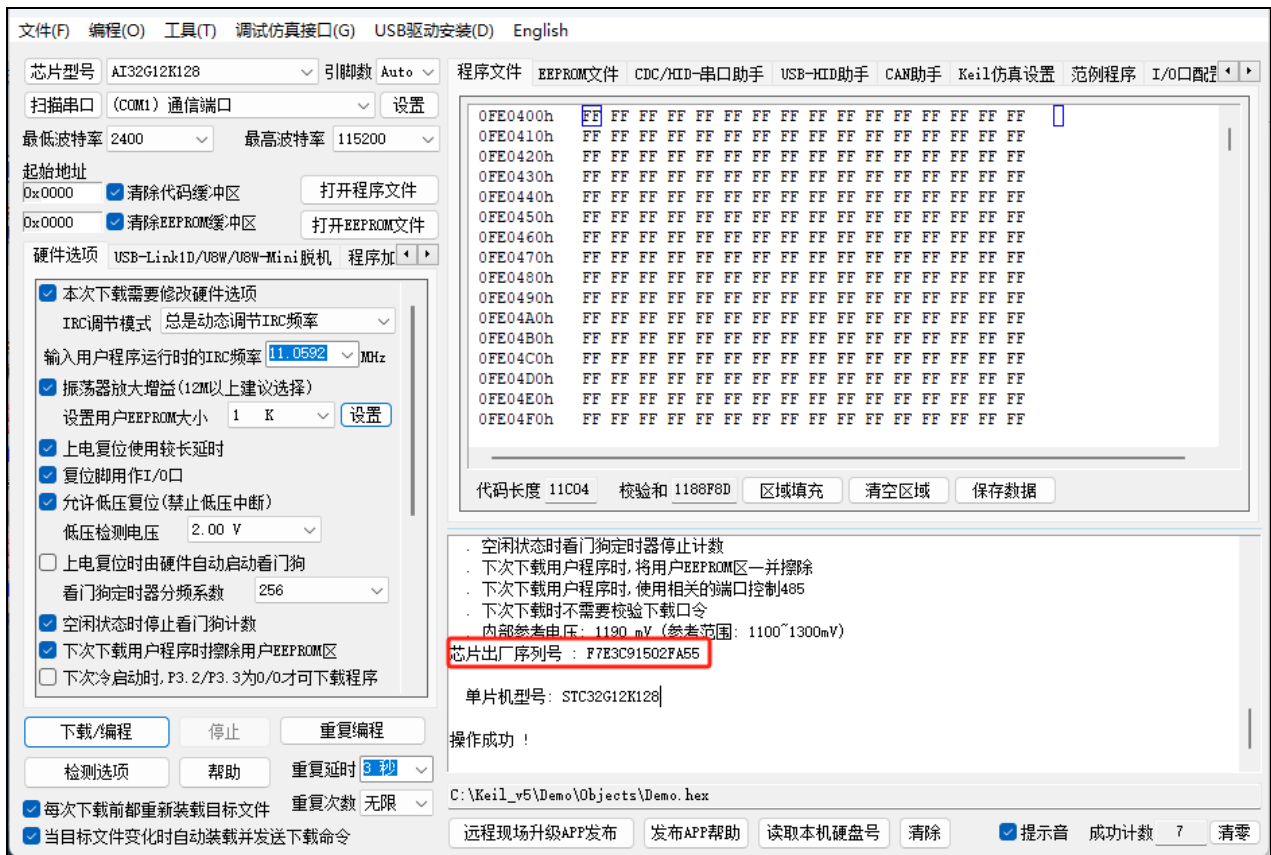 文件(F) 编程(O) 工具(T) 调试仿真接口(G) USB驱动安装(D) English
芯片型号 AI32G12K128 引脚数 Auto
扫描串口 (COM1) 通信端口 设置
最低波特率 2400 最高波特率 115200
起始地址
0x0000 清除代码缓冲区 打开程序文件
0x0000 清除EEPROM缓冲区 打开EEPROM文件
硬件选项 USB-Link1D/U8W/U8W-Mini脱机 程序加
本次下载需要修改硬件选项
IRC调节模式 总是动态调节IRC频率
输入用户程序运行时的IRC频率 11.0592 MHz
振荡器放大增益(12M以上建议选择)
设置用户EEPROM大小 1 K 设置
上电复位使用较长延时
复位脚用作I/O口
允许低压复位(禁止低压中断)
低压检测电压 2.00 V
上电复位时由硬件自动启动看门狗
看门狗定时器分频系数 256
空闲状态时停止看门狗计数
下次下载用户程序时擦除用户EEPROM区
下次冷启动时,P3.2/P3.3为0/0才可下载程序
下载/编程 停止 重复编程
检测选项 帮助 重复延时 3 秒
每次下载前都重新装载目标文件 重复次数 无限
当目标文件变化时自动装载并发送下载命令
程序文件 EEPROM文件 CDC/HID-串口助手 USB-HID助手 CAN助手 Keil仿真设置 范例程序 I/O口配
0FE0400h FF FF FF FF FF FF FF FF FF FF FF FF FF FF FF FF
0FE0410h FF FF FF FF FF FF FF FF FF FF FF FF FF FF FF FF
0FE0420h FF FF FF FF FF FF FF FF FF FF FF FF FF FF FF FF
0FE0430h FF FF FF FF FF FF FF FF FF FF FF FF FF FF FF FF
0FE0440h FF FF FF FF FF FF FF FF FF FF FF FF FF FF FF FF
0FE0450h FF FF FF FF FF FF FF FF FF FF FF FF FF FF FF FF
0FE0460h FF FF FF FF FF FF FF FF FF FF FF FF FF FF FF FF
0FE0470h FF FF FF FF FF FF FF FF FF FF FF FF FF FF FF FF
0FE0480h FF FF FF FF FF FF FF FF FF FF FF FF FF FF FF FF
0FE0490h FF FF FF FF FF FF FF FF FF FF FF FF FF FF FF FF
0FE04A0h FF FF FF FF FF FF FF FF FF FF FF FF FF FF FF FF
0FE04B0h FF FF FF FF FF FF FF FF FF FF FF FF FF FF FF FF
0FE04C0h FF FF FF FF FF FF FF FF FF FF FF FF FF FF FF FF
0FE04D0h FF FF FF FF FF FF FF FF FF FF FF FF FF FF FF FF
0FE04E0h FF FF FF FF FF FF FF FF FF FF FF FF FF FF FF FF
0FE04F0h FF FF FF FF FF FF FF FF FF FF FF FF FF FF FF FF
代码长度 11C04 校验和 1188F8D 区域填充 清空区域 保存数据
. 空闲状态时看门狗定时器停止计数
. 下次下载用户程序时,将用户EEPROM区一并擦除
. 下次下载用户程序时,使用相关的端口控制485
. 下次下载时不需要校验下载口令
. 内部参考电压: 1190 mV (参考范围: 1100~1300mV)
芯片出厂序列号 : F7E3C91502FA55
单片机型号: STC32G12K128
操作成功 !
C:\Keil_v5\Demo\Objects\Demo.hex
远程现场升级APP发布 发布APP帮助 读取本机硬盘号 清除 提示音 成功计数 7 清零